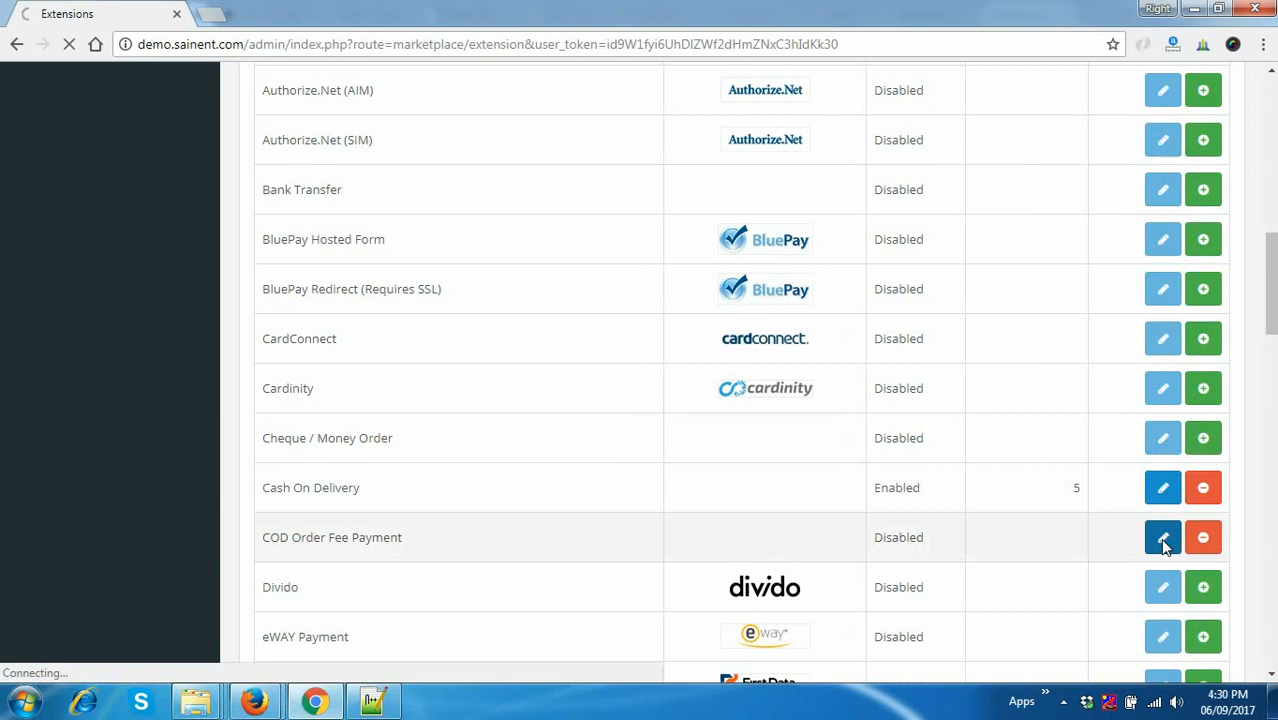 Extensions
Right
demo.sainent.com/admin/index.php?route=marketplace/extension&user_token=id9W1fyi6UhDlZWf2dHmZNxC3hIdKk30
Authorize.Net (AIM) Authorize.Net Disabled
Authorize.Net (SIM) Authorize.Net Disabled
Bank Transfer Disabled
BluePay Hosted Form BluePay Disabled
BluePay Redirect (Requires SSL) BluePay Disabled
CardConnect cardconnect. Disabled
Cardinity cardinity Disabled
Cheque / Money Order Disabled
Cash On Delivery Enabled 5
COD Order Fee Payment Disabled
Divido divido Disabled
eWAY Payment eway Disabled
First Data
Connecting...
Apps
4:30 PM
06/09/2017